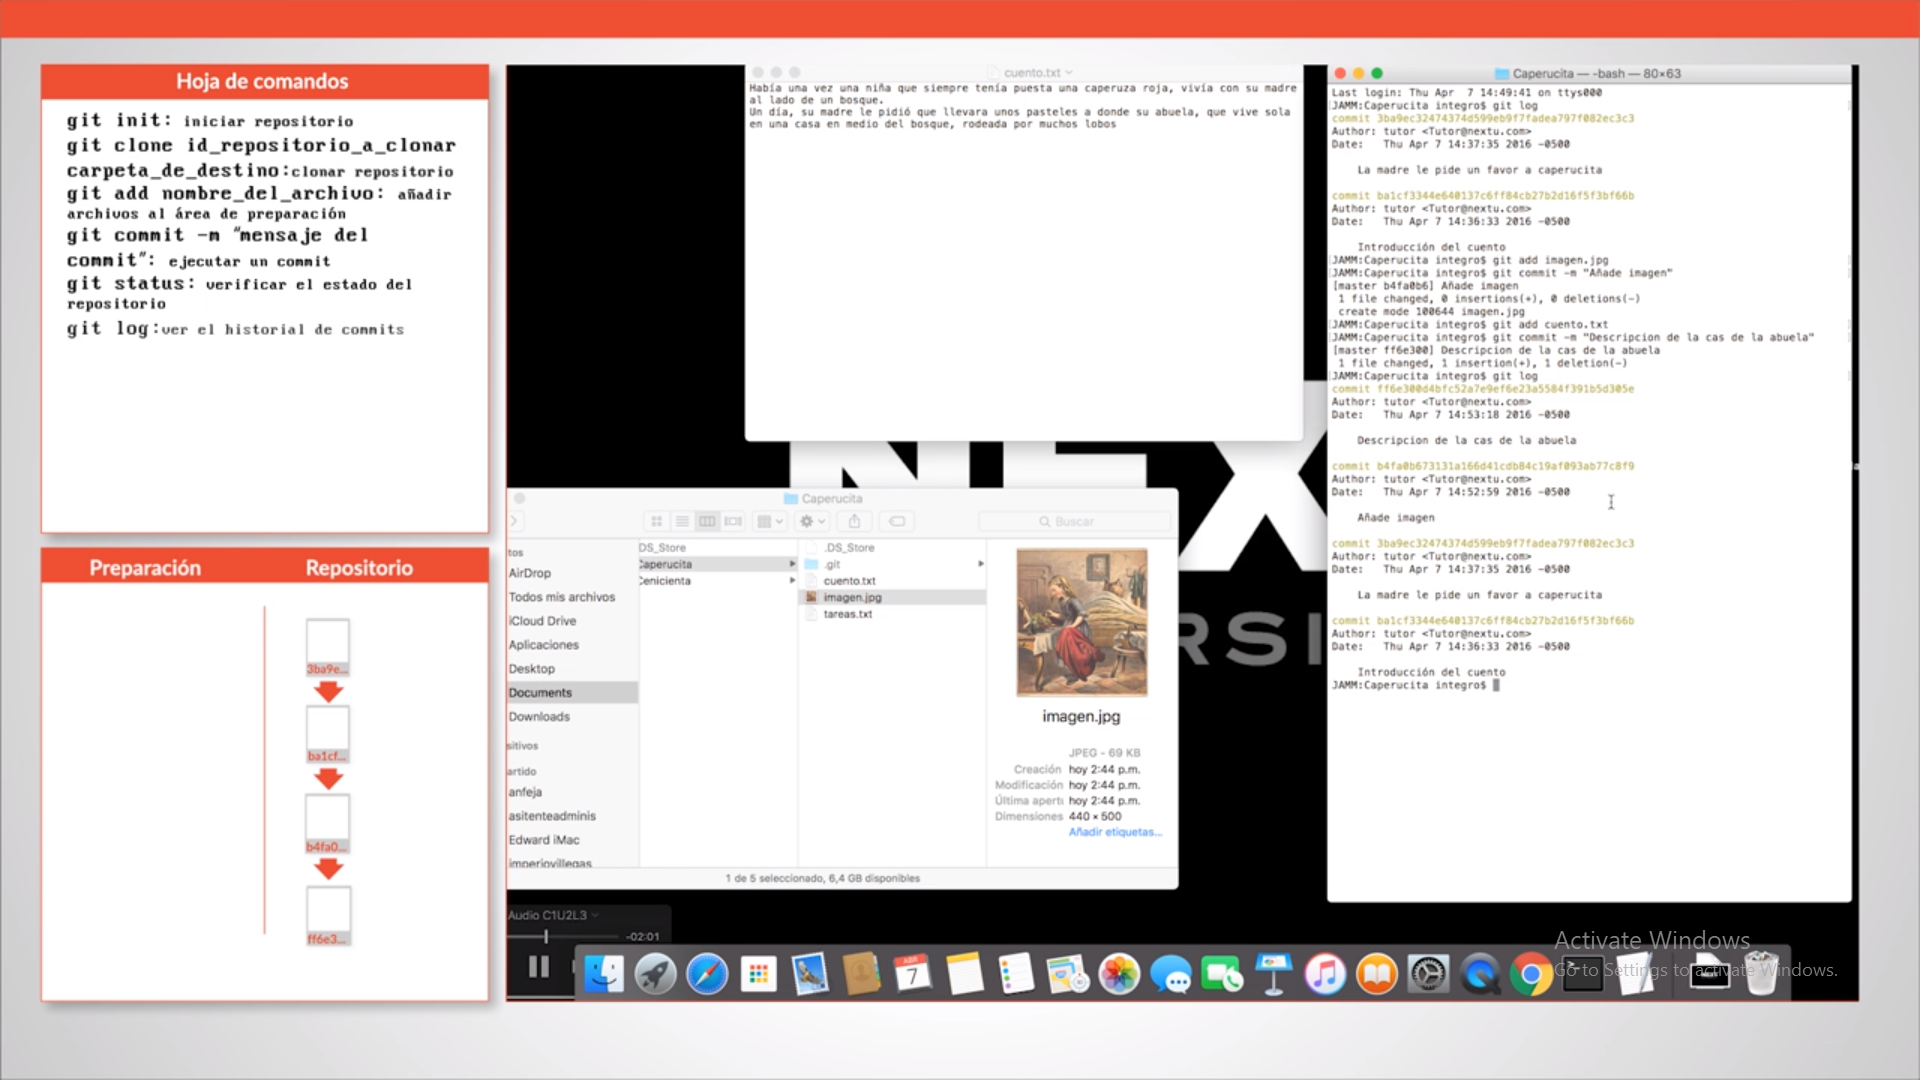 Hoja de comandos
git init: iniciar repositorio
git clone id_repositorio_a_clonar
carpeta_de_destino:clonar repositorio
git add nombre_del_archivo: añadir
archivos al área de preparación
git commit -m "mensaje del
commit": ejecutar un commit
git status: verificar el estado del
repositorio
git log:ver el historial de commits
Preparación
Repositorio
3ba9e...
ba1cf...
b4fa0...
ff6e3...
cuento.txt
Había una vez una niña que siempre tenía puesta una caperuza roja, vivía con su madre
al lado de un bosque.
Un día, su madre le pidió que llevara unos pasteles a donde su abuela, que vive sola
en una casa en medio del bosque, rodeada por muchos lobos
NEX
RSI
Caperucita
Buscar
tos
AirDrop
Todos mis archivos
iCloud Drive
Aplicaciones
Desktop
Documents
Downloads
sitivos
artido
anfeja
asitenteadminis
Edward iMac
imperiovillegas
DS_Store
Caperucita
Cenicienta
.DS_Store
.git
cuento.txt
imagen.jpg
tareas.txt
imagen.jpg
JPEG - 69 KB
Creación hoy 2:44 p.m.
Modificación hoy 2:44 p.m.
Última apert hoy 2:44 p.m.
Dimensiones 440 × 500
Añadir etiquetas...
1 de 5 seleccionado, 6,4 GB disponibles
Audio C1U2L3
-02:01
ABR
7
Caperucita — -bash — 80×63
Last login: Thu Apr  7 14:49:41 on ttys000
JAMM:Caperucita integro$ git log
commit 3ba9ec32474374d599eb9f7fadea797f082ec3c3
Author: tutor <Tutor@nextu.com>
Date:   Thu Apr 7 14:37:35 2016 -0500
La madre le pide un favor a caperucita
commit ba1cf3344e640137c6ff84cb27b2d16f5f3bf66b
Author: tutor <Tutor@nextu.com>
Date:   Thu Apr 7 14:36:33 2016 -0500
Introducción del cuento
JAMM:Caperucita integro$ git add imagen.jpg
JAMM:Caperucita integro$ git commit -m "Añade imagen"
[master b4fa0b6] Añade imagen
1 file changed, 0 insertions(+), 0 deletions(-)
create mode 100644 imagen.jpg
JAMM:Caperucita integro$ git add cuento.txt
JAMM:Caperucita integro$ git commit -m "Descripcion de la cas de la abuela"
[master ff6e300] Descripcion de la cas de la abuela
1 file changed, 1 insertion(+), 1 deletion(-)
JAMM:Caperucita integro$ git log
commit ff6e300d4bfc52a7e9ef6e23a5584f391b5d305e
Author: tutor <Tutor@nextu.com>
Date:   Thu Apr 7 14:53:18 2016 -0500
Descripcion de la cas de la abuela
commit b4fa0b673131a166d41cdb84c19af093ab77c8f9
Author: tutor <Tutor@nextu.com>
Date:   Thu Apr 7 14:52:59 2016 -0500
Añade imagen
commit 3ba9ec32474374d599eb9f7fadea797f082ec3c3
Author: tutor <Tutor@nextu.com>
Date:   Thu Apr 7 14:37:35 2016 -0500
La madre le pide un favor a caperucita
commit ba1cf3344e640137c6ff84cb27b2d16f5f3bf66b
Author: tutor <Tutor@nextu.com>
Date:   Thu Apr 7 14:36:33 2016 -0500
Introducción del cuento
JAMM:Caperucita integro$
Activate Windows
Go to Settings to activate Windows.